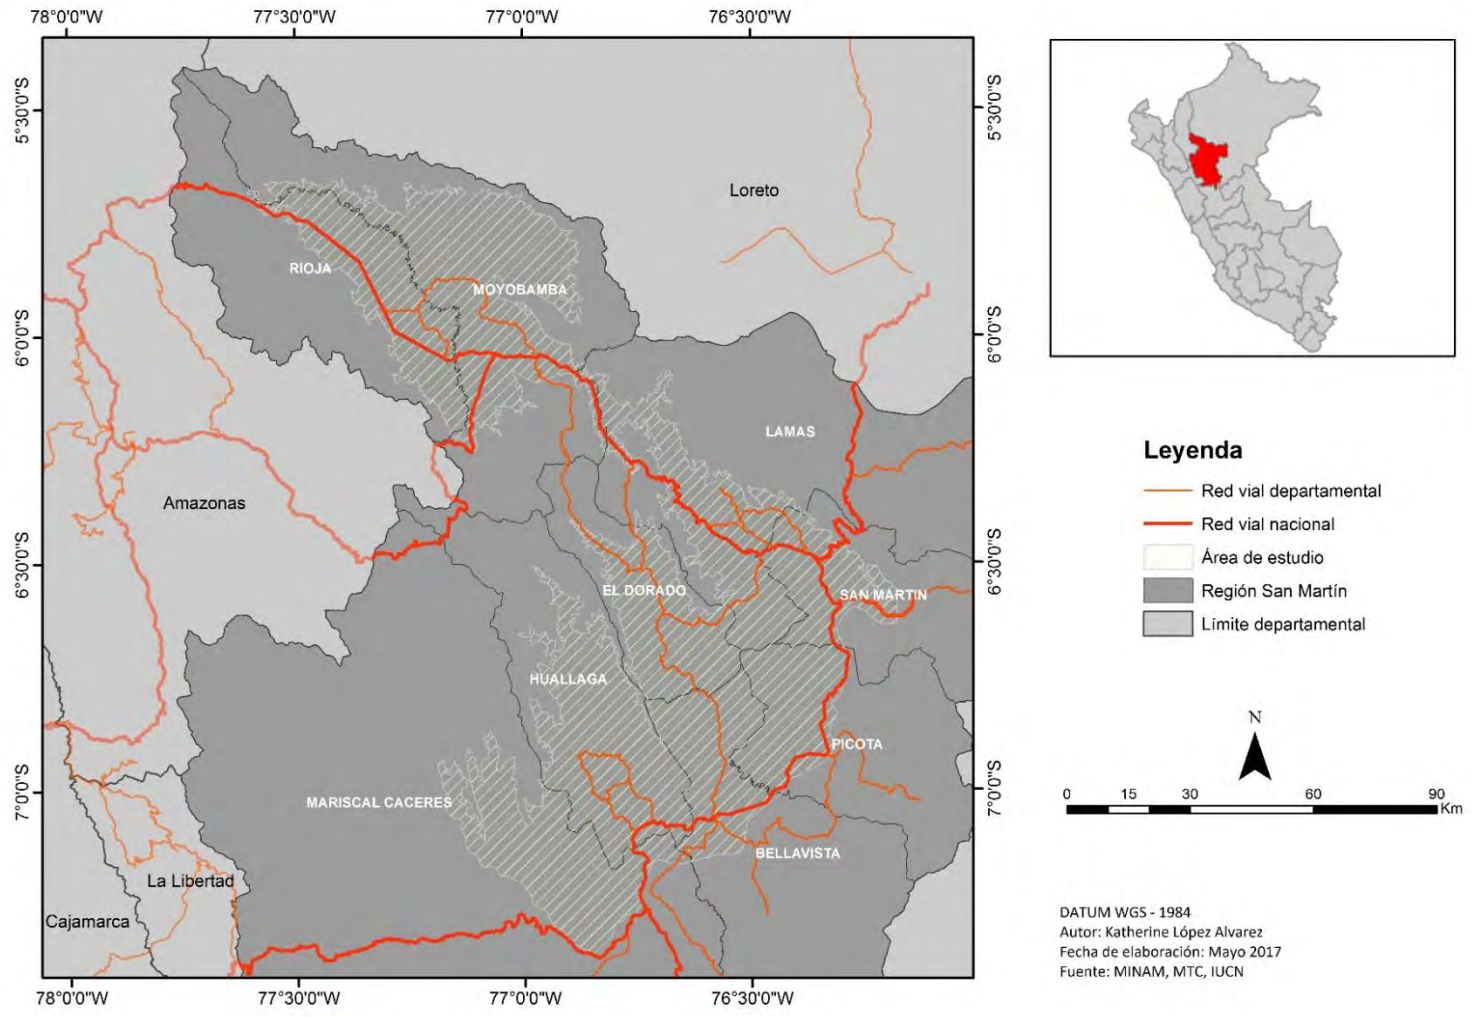 78°0'0"W 77°30'0"W 77°0'0"W 76°30'0"W
5°30'0"S
5°30'0"S
Loreto
RIOJA
MOYOBAMBA
6°0'0"S
6°0'0"S
LAMAS
Amazonas
6°30'0"S
6°30'0"S
EL DORADO
SAN MARTIN
HUALLAGA
PICOTA
7°0'0"S
7°0'0"S
MARISCAL CACERES
BELLAVISTA
La Libertad
Cajamarca
78°0'0"W 77°30'0"W 77°0'0"W 76°30'0"W
Leyenda
Red vial departamental
Red vial nacional
Área de estudio
Región San Martín
Límite departamental
N
0 15 30 60 90
Km
DATUM WGS - 1984
Autor: Katherine López Alvarez
Fecha de elaboración: Mayo 2017
Fuente: MINAM, MTC, IUCN